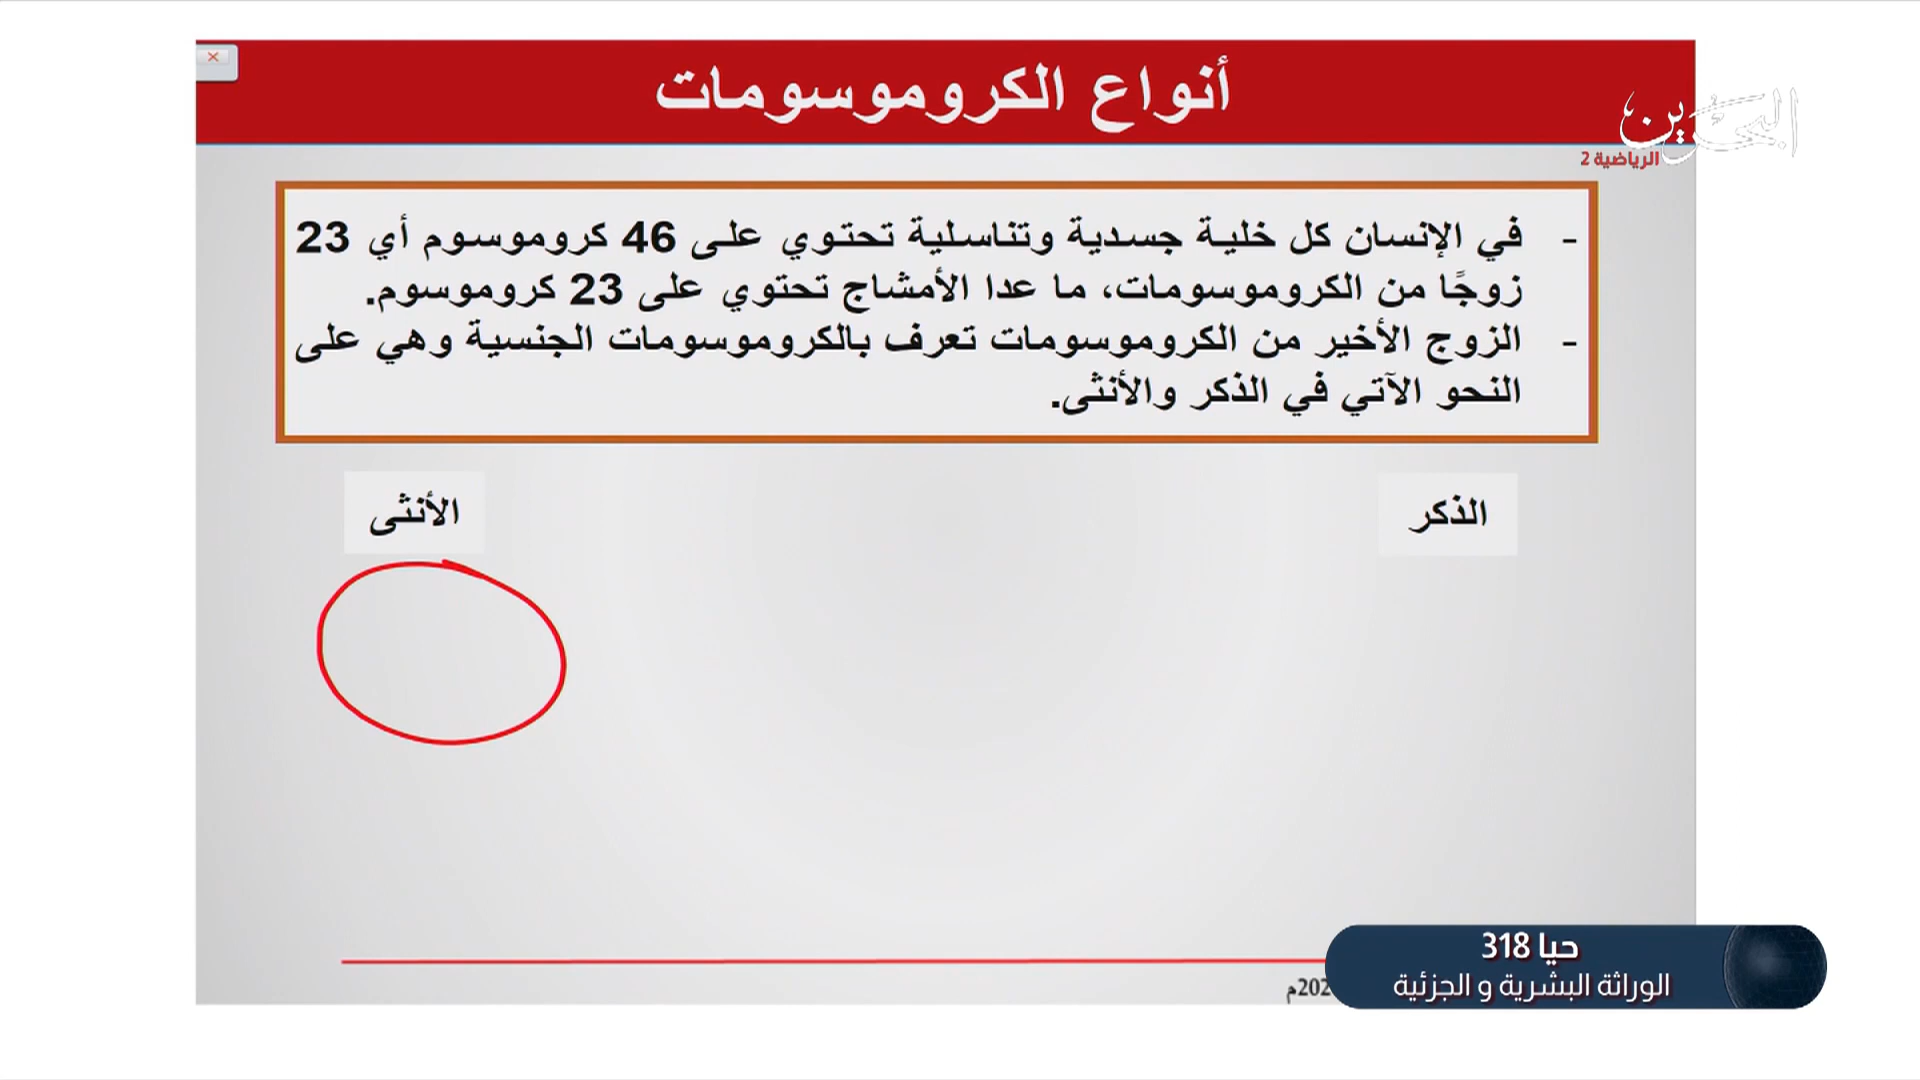 أنواع الكروموسومات
البحرين
الرياضية 2
- في الإنسان كل خلية جسدية وتناسلية تحتوي على 46 كروموسوم أي 23
زوجًا من الكروموسومات، ما عدا الأمشاج تحتوي على 23 كروموسوم.
- الزوج الأخير من الكروموسومات تعرف بالكروموسومات الجنسية وهي على
النحو الآتي في الذكر والأنثى.
الذكر
الأنثى
حيا 318
الوراثة البشرية و الجزئية